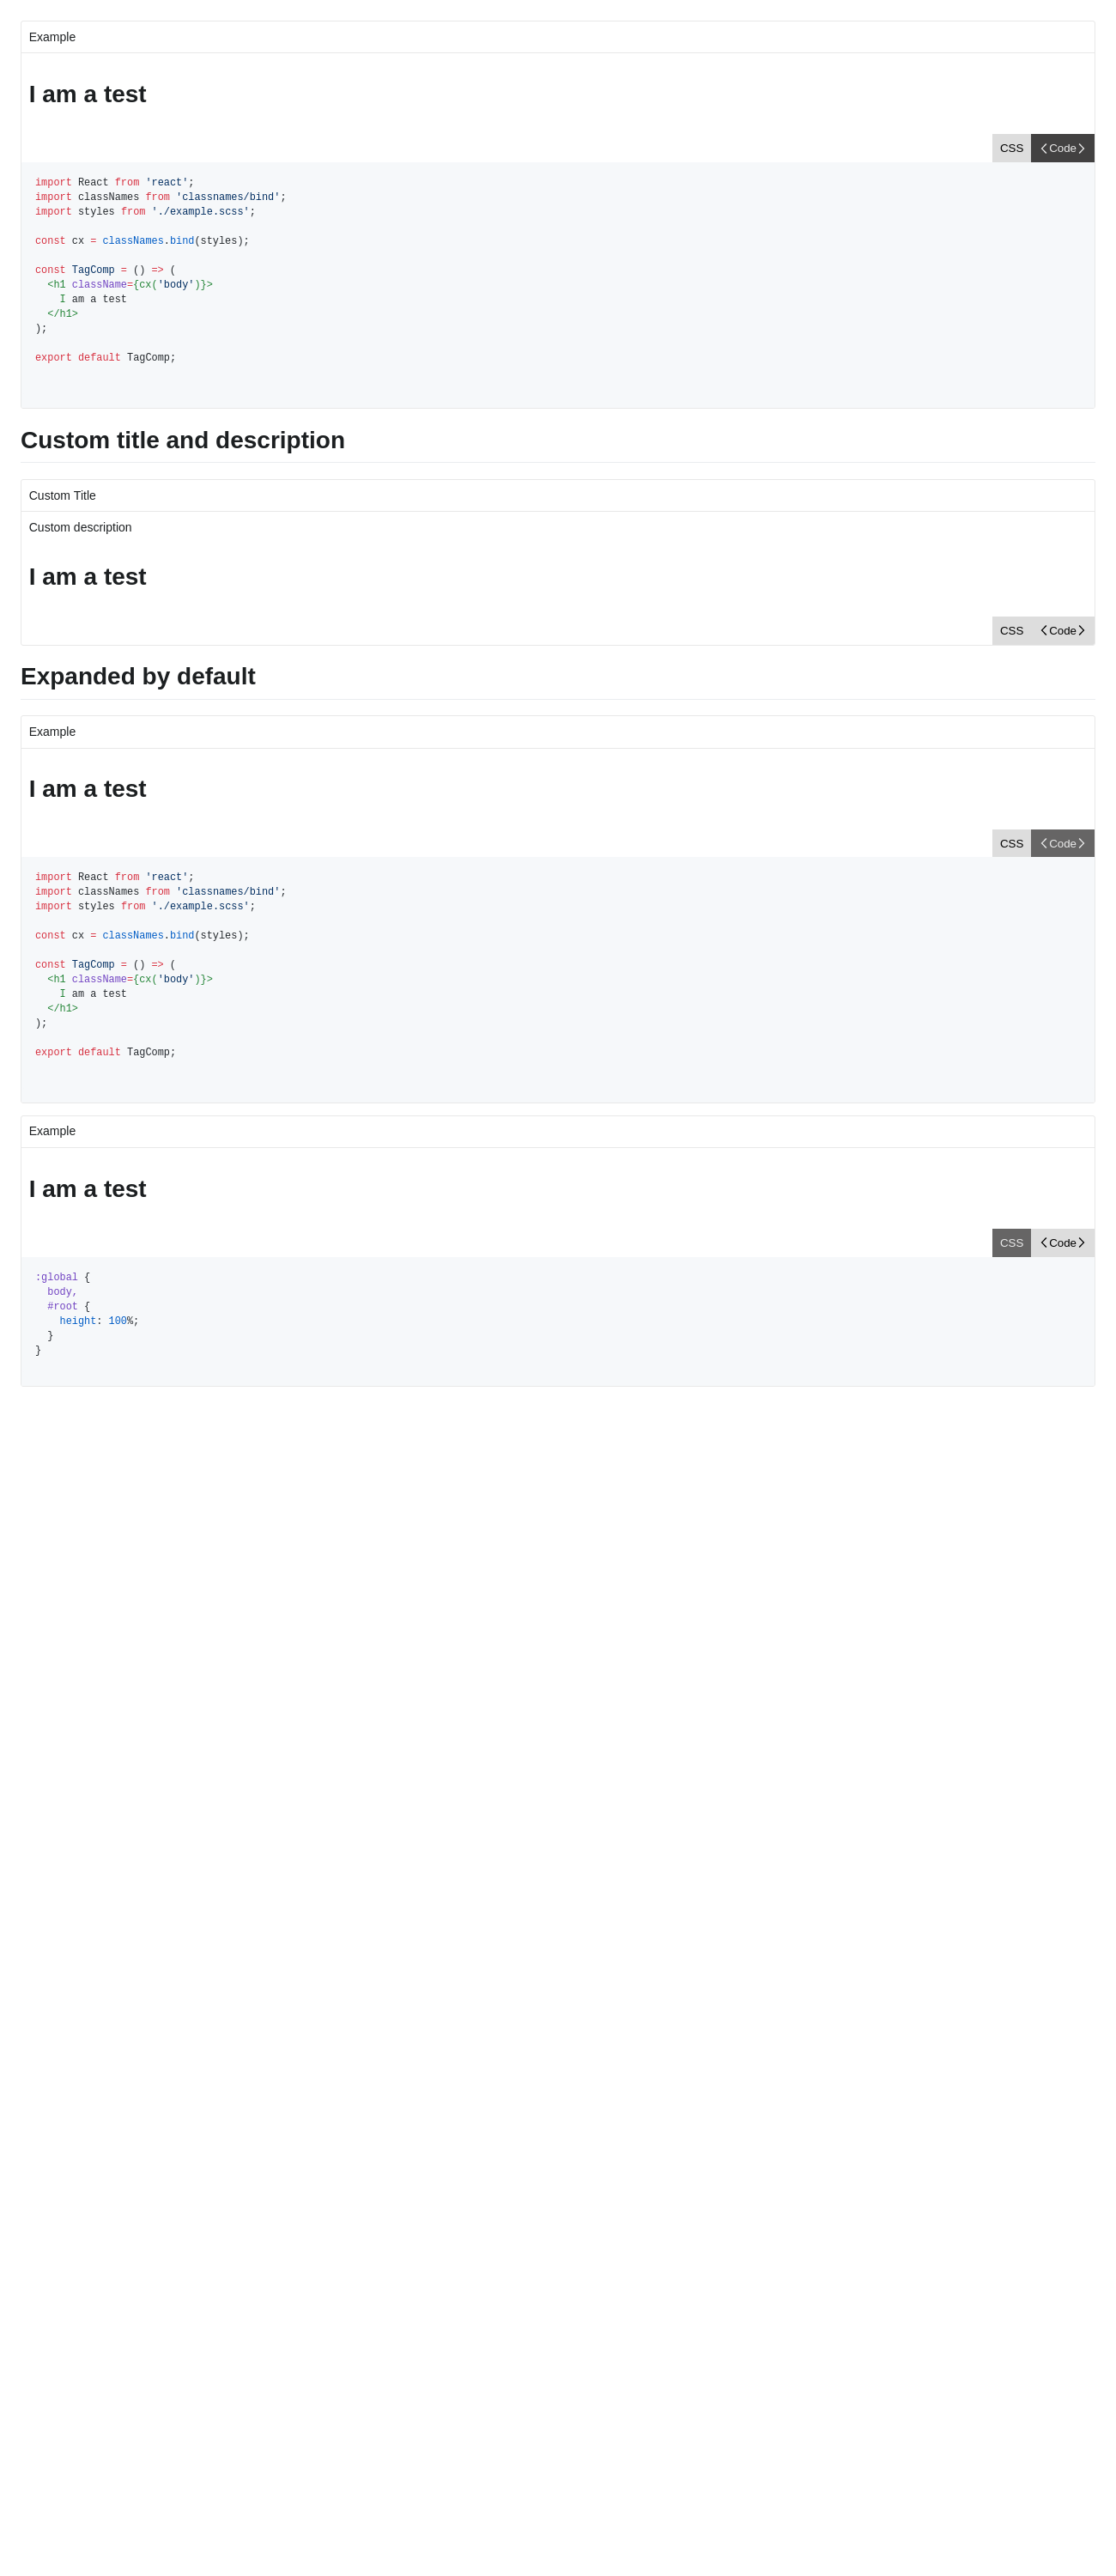 Example
I am a test
CSS <Code>
import React from 'react';
import classNames from 'classnames/bind';
import styles from './example.scss';
const cx = classNames.bind(styles);
const TagComp = () => (
  <h1 className={cx('body')}>
    I am a test
  </h1>
);
export default TagComp;
Custom title and description
Custom Title
Custom description
I am a test
CSS <Code>
Expanded by default
Example
I am a test
CSS <Code>
import React from 'react';
import classNames from 'classnames/bind';
import styles from './example.scss';
const cx = classNames.bind(styles);
const TagComp = () => (
  <h1 className={cx('body')}>
    I am a test
  </h1>
);
export default TagComp;
Example
I am a test
CSS <Code>
:global {
  body,
  #root {
    height: 100%;
  }
}